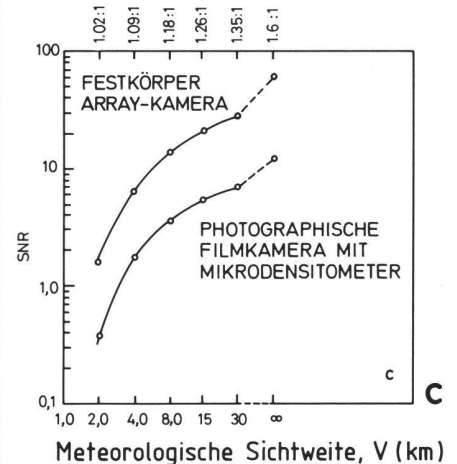 1.02:1 1.09:1 1.18:1 1.26:1 1.35:1 1.6:1
100
FESTKÖRPER
ARRAY-KAMERA
10
PHOTOGRAPHISCHE
FILMKAMERA MIT
MIKRODENSITOMETER
SNR
1,0
c
C
0,1
1,0 2,0 4,0 8,0 15 30 ∞
Meteorologische Sichtweite, V (km)